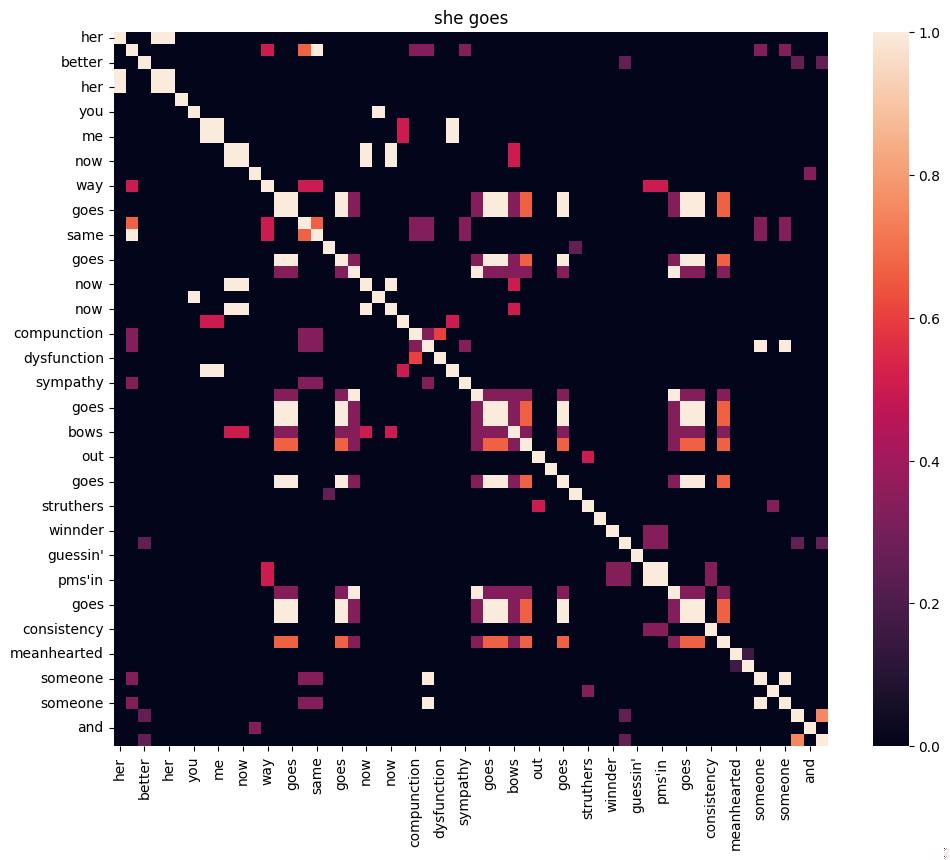 she goes
her
better
her
you
me
now
way
goes
same
goes
now
now
compunction
dysfunction
sympathy
goes
bows
out
goes
struthers
winnder
guessin'
pms'in
goes
consistency
meanhearted
someone
someone
and
1.0
0.8
0.6
0.4
0.2
0.0
her
better
her
you
me
now
way
goes
same
goes
now
now
compunction
dysfunction
sympathy
goes
bows
out
goes
struthers
winnder
guessin'
pms'in
goes
consistency
meanhearted
someone
someone
and